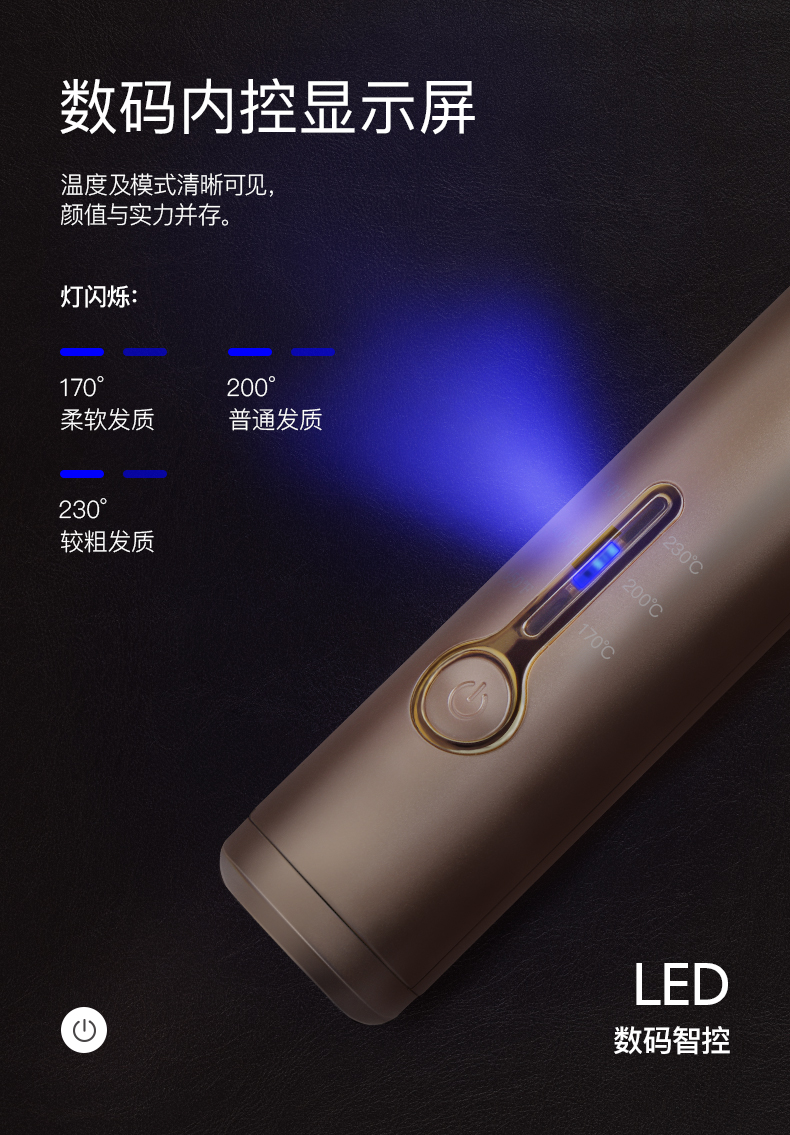 数码内控显示屏
温度及模式清晰可见，
颜值与实力并存。
灯闪烁：
170°
柔软发质
200°
普通发质
230°
较粗发质
230℃
200℃
170℃
LED
数码智控